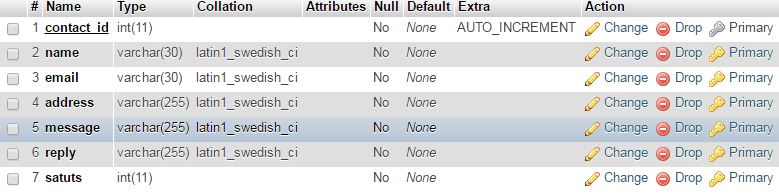 # Name Type Collation Attributes Null Default Extra Action
1 contact_id int(11) No None AUTO_INCREMENT Change Drop Primary
2 name varchar(30) latin1_swedish_ci No None Change Drop Primary
3 email varchar(30) latin1_swedish_ci No None Change Drop Primary
4 address varchar(255) latin1_swedish_ci No None Change Drop Primary
5 message varchar(255) latin1_swedish_ci No None Change Drop Primary
6 reply varchar(255) latin1_swedish_ci No None Change Drop Primary
7 satuts int(11) No None Change Drop Primary